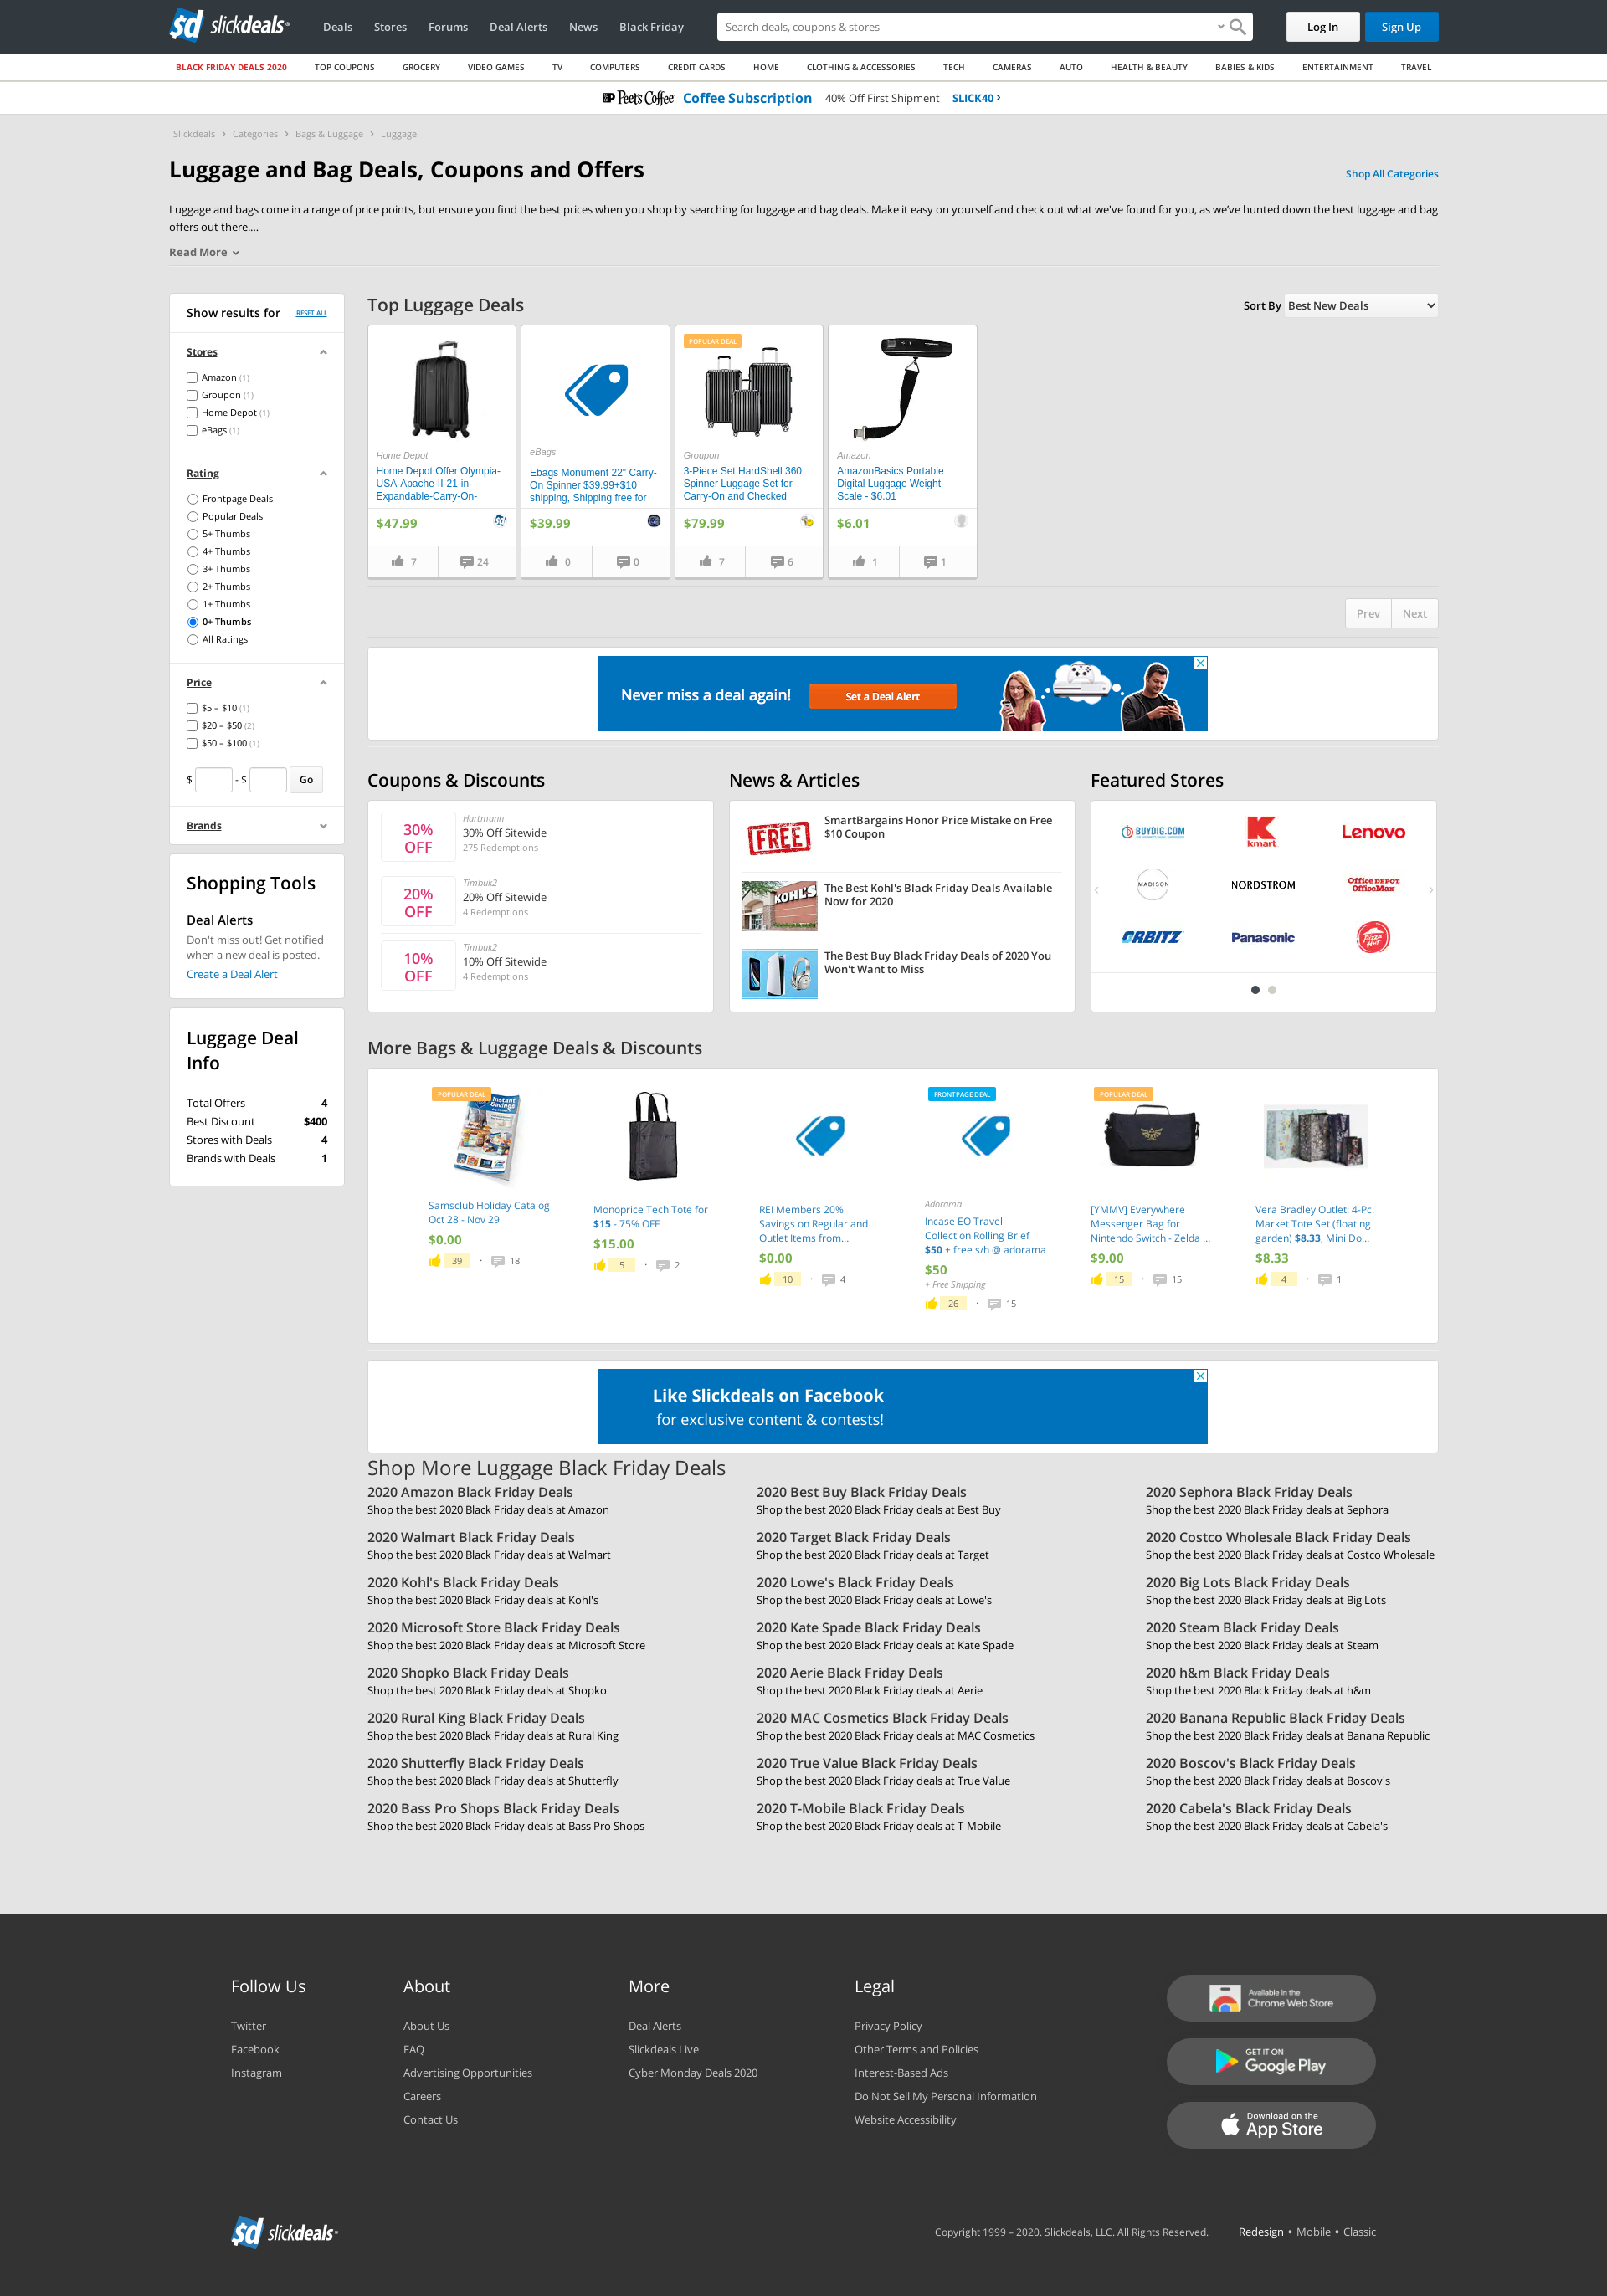 slickdeals
Deals Stores Forums Deal Alerts News Black Friday
Search deals, coupons & stores
Log In
Sign Up
BLACK FRIDAY DEALS 2020 TOP COUPONS GROCERY VIDEO GAMES TV COMPUTERS CREDIT CARDS HOME CLOTHING & ACCESSORIES TECH CAMERAS AUTO HEALTH & BEAUTY BABIES & KIDS ENTERTAINMENT TRAVEL
Peet's Coffee Coffee Subscription 40% Off First Shipment SLICK40
Slickdeals Categories Bags & Luggage Luggage
Luggage and Bag Deals, Coupons and Offers
Shop All Categories
Luggage and bags come in a range of price points, but ensure you find the best prices when you shop by searching for luggage and bag deals. Make it easy on yourself and check out what we've found for you, as we've hunted down the best luggage and bag
offers out there....
Read More
Show results for RESET ALL
Stores
Amazon (1)
Groupon (1)
Home Depot (1)
eBags (1)
Rating
Frontpage Deals
Popular Deals
5+ Thumbs
4+ Thumbs
3+ Thumbs
2+ Thumbs
1+ Thumbs
0+ Thumbs
All Ratings
Price
$5 – $10 (1)
$20 – $50 (2)
$50 – $100 (1)
$ - $ Go
Brands
Shopping Tools
Deal Alerts
Don't miss out! Get notified
when a new deal is posted.
Create a Deal Alert
Luggage Deal
Info
Total Offers 4
Best Discount $400
Stores with Deals 4
Brands with Deals 1
Top Luggage Deals
Sort By Best New Deals
Home Depot
Home Depot Offer Olympia-
USA-Apache-II-21-in-
Expandable-Carry-On-
$47.99
7 24
eBags
Ebags Monument 22" Carry-
On Spinner $39.99+$10
shipping, Shipping free for
$39.99
0 0
POPULAR DEAL
Groupon
3-Piece Set HardShell 360
Spinner Luggage Set for
Carry-On and Checked
$79.99
7 6
Amazon
AmazonBasics Portable
Digital Luggage Weight
Scale - $6.01
$6.01
1 1
Prev Next
Never miss a deal again! Set a Deal Alert
Coupons & Discounts
30%
OFF
Hartmann
30% Off Sitewide
275 Redemptions
20%
OFF
Timbuk2
20% Off Sitewide
4 Redemptions
10%
OFF
Timbuk2
10% Off Sitewide
4 Redemptions
News & Articles
FREE
SmartBargains Honor Price Mistake on Free
$10 Coupon
KOHL'S
The Best Kohl's Black Friday Deals Available
Now for 2020
The Best Buy Black Friday Deals of 2020 You
Won't Want to Miss
Featured Stores
BUYDIG.COM
K
kmart
Lenovo
MADISON
NORDSTROM
Office DEPOT
OfficeMax
ORBITZ
Panasonic
Pizza Hut
More Bags & Luggage Deals & Discounts
POPULAR DEAL
Instant
Savings
Samsclub Holiday Catalog
Oct 28 - Nov 29
$0.00
39 · 18
Monoprice Tech Tote for
$15 - 75% OFF
$15.00
5 · 2
REI Members 20%
Savings on Regular and
Outlet Items from...
$0.00
10 · 4
FRONTPAGE DEAL
Adorama
Incase EO Travel
Collection Rolling Brief
$50 + free s/h @ adorama
$50
+ Free Shipping
26 · 15
POPULAR DEAL
[YMMV] Everywhere
Messenger Bag for
Nintendo Switch - Zelda ...
$9.00
15 · 15
Vera Bradley Outlet: 4-Pc.
Market Tote Set (floating
garden) $8.33, Mini Do...
$8.33
4 · 1
Like Slickdeals on Facebook
for exclusive content & contests!
Shop More Luggage Black Friday Deals
2020 Amazon Black Friday Deals
Shop the best 2020 Black Friday deals at Amazon
2020 Best Buy Black Friday Deals
Shop the best 2020 Black Friday deals at Best Buy
2020 Sephora Black Friday Deals
Shop the best 2020 Black Friday deals at Sephora
2020 Walmart Black Friday Deals
Shop the best 2020 Black Friday deals at Walmart
2020 Target Black Friday Deals
Shop the best 2020 Black Friday deals at Target
2020 Costco Wholesale Black Friday Deals
Shop the best 2020 Black Friday deals at Costco Wholesale
2020 Kohl's Black Friday Deals
Shop the best 2020 Black Friday deals at Kohl's
2020 Lowe's Black Friday Deals
Shop the best 2020 Black Friday deals at Lowe's
2020 Big Lots Black Friday Deals
Shop the best 2020 Black Friday deals at Big Lots
2020 Microsoft Store Black Friday Deals
Shop the best 2020 Black Friday deals at Microsoft Store
2020 Kate Spade Black Friday Deals
Shop the best 2020 Black Friday deals at Kate Spade
2020 Steam Black Friday Deals
Shop the best 2020 Black Friday deals at Steam
2020 Shopko Black Friday Deals
Shop the best 2020 Black Friday deals at Shopko
2020 Aerie Black Friday Deals
Shop the best 2020 Black Friday deals at Aerie
2020 h&m Black Friday Deals
Shop the best 2020 Black Friday deals at h&m
2020 Rural King Black Friday Deals
Shop the best 2020 Black Friday deals at Rural King
2020 MAC Cosmetics Black Friday Deals
Shop the best 2020 Black Friday deals at MAC Cosmetics
2020 Banana Republic Black Friday Deals
Shop the best 2020 Black Friday deals at Banana Republic
2020 Shutterfly Black Friday Deals
Shop the best 2020 Black Friday deals at Shutterfly
2020 True Value Black Friday Deals
Shop the best 2020 Black Friday deals at True Value
2020 Boscov's Black Friday Deals
Shop the best 2020 Black Friday deals at Boscov's
2020 Bass Pro Shops Black Friday Deals
Shop the best 2020 Black Friday deals at Bass Pro Shops
2020 T-Mobile Black Friday Deals
Shop the best 2020 Black Friday deals at T-Mobile
2020 Cabela's Black Friday Deals
Shop the best 2020 Black Friday deals at Cabela's
Follow Us
Twitter
Facebook
Instagram
About
About Us
FAQ
Advertising Opportunities
Careers
Contact Us
More
Deal Alerts
Slickdeals Live
Cyber Monday Deals 2020
Legal
Privacy Policy
Other Terms and Policies
Interest-Based Ads
Do Not Sell My Personal Information
Website Accessibility
Available in the
Chrome Web Store
GET IT ON
Google Play
Download on the
App Store
slickdeals
Copyright 1999 – 2020. Slickdeals, LLC. All Rights Reserved.
Redesign • Mobile • Classic